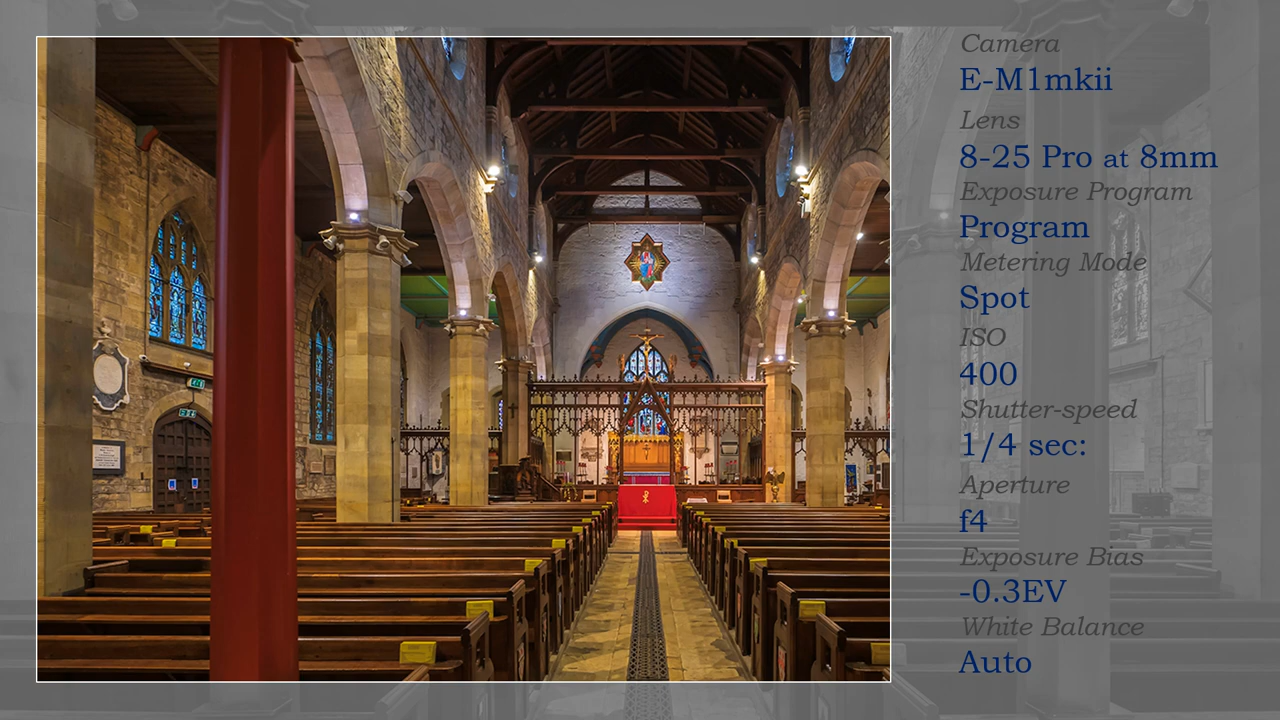 Camera
E-M1mkii
Lens
8-25 Pro at 8mm
Exposure Program
Program
Metering Mode
Spot
ISO
400
Shutter-speed
1/4 sec:
Aperture
f4
Exposure Bias
-0.3EV
White Balance
Auto